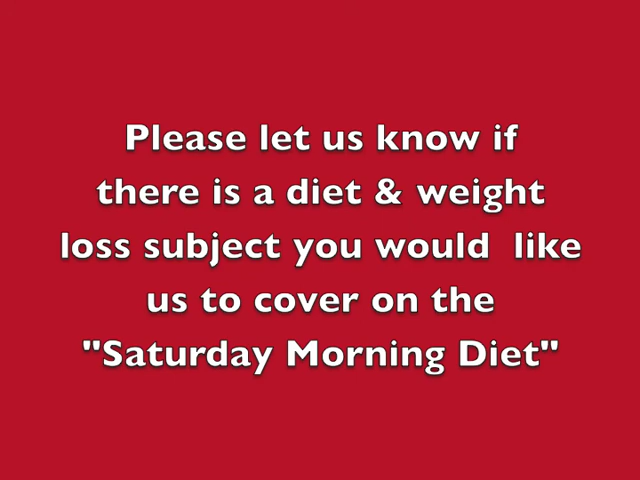 Please let us know if
there is a diet & weight
loss subject you would  like
us to cover on the
"Saturday Morning Diet"